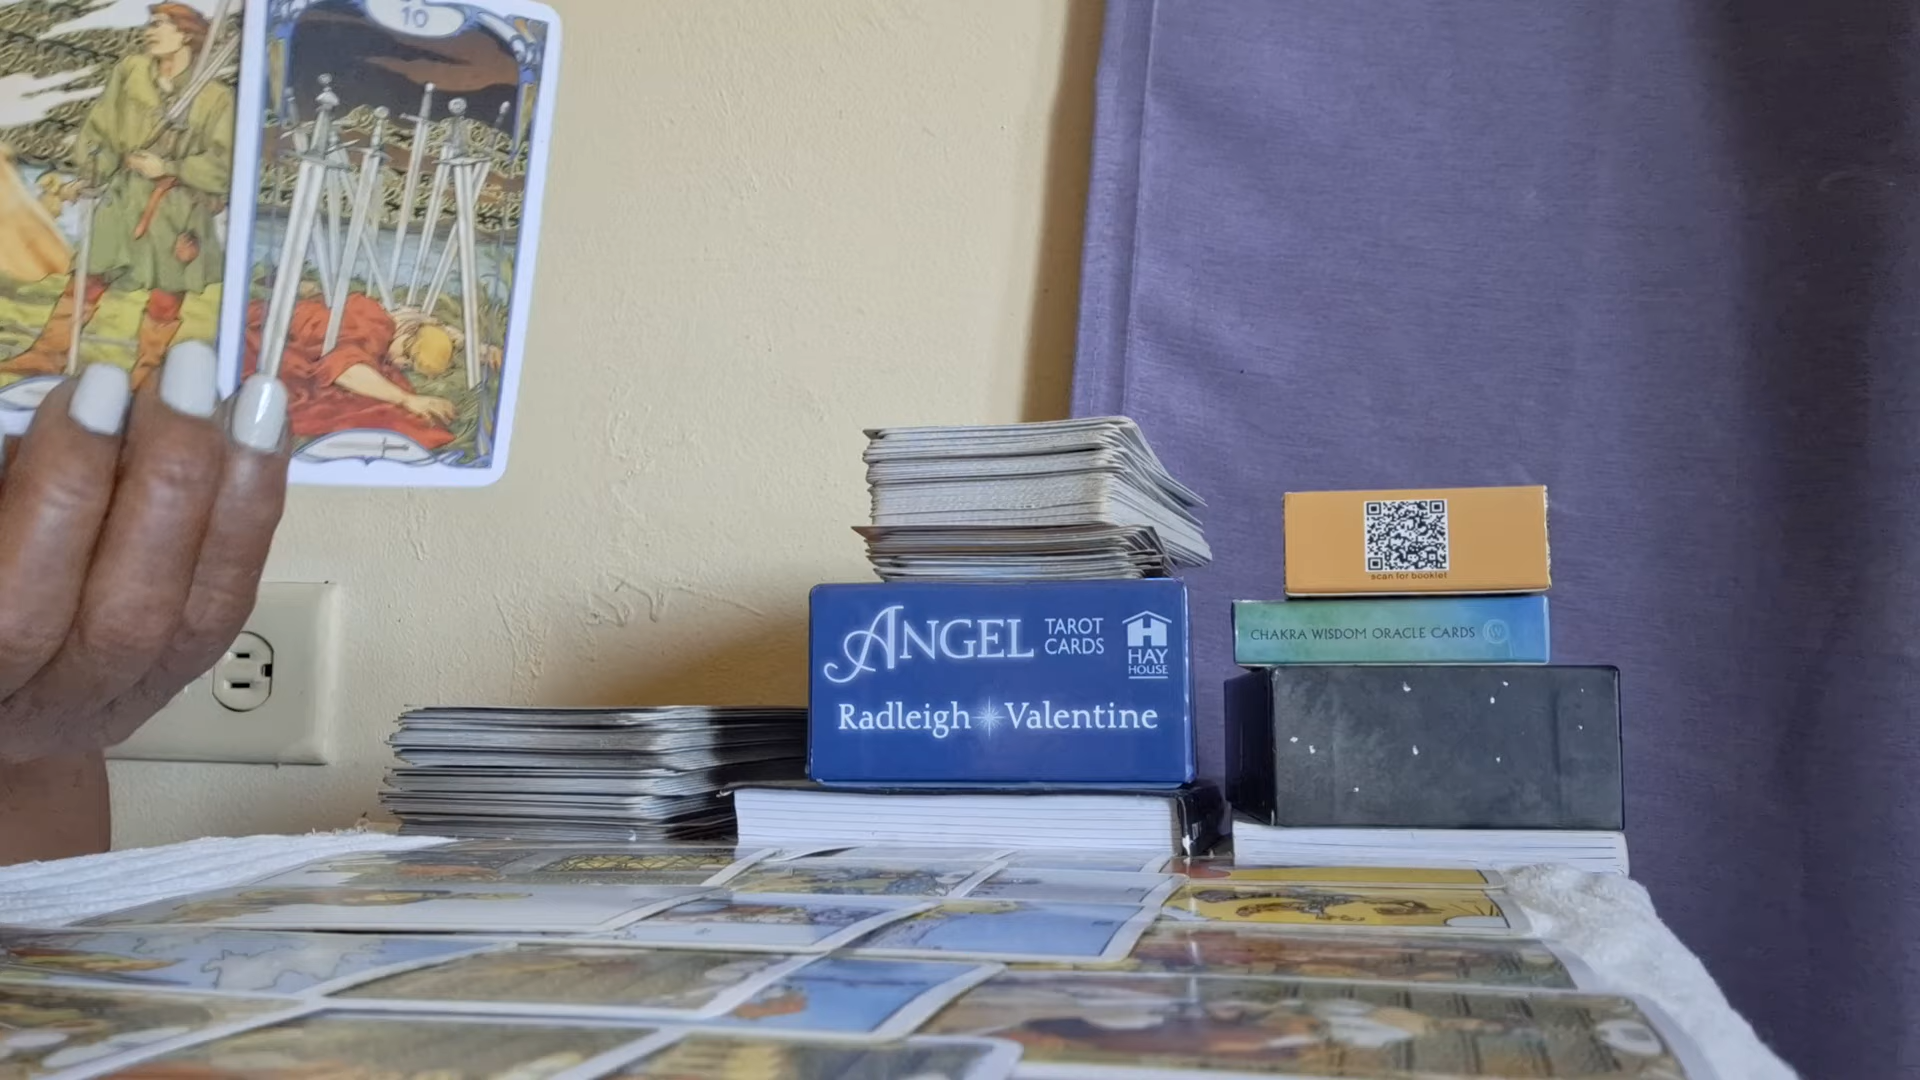 10
ANGEL
TAROT
CARDS
HAY
HOUSE
Radleigh Valentine
scan for booklet
CHAKRA WISDOM ORACLE CARDS